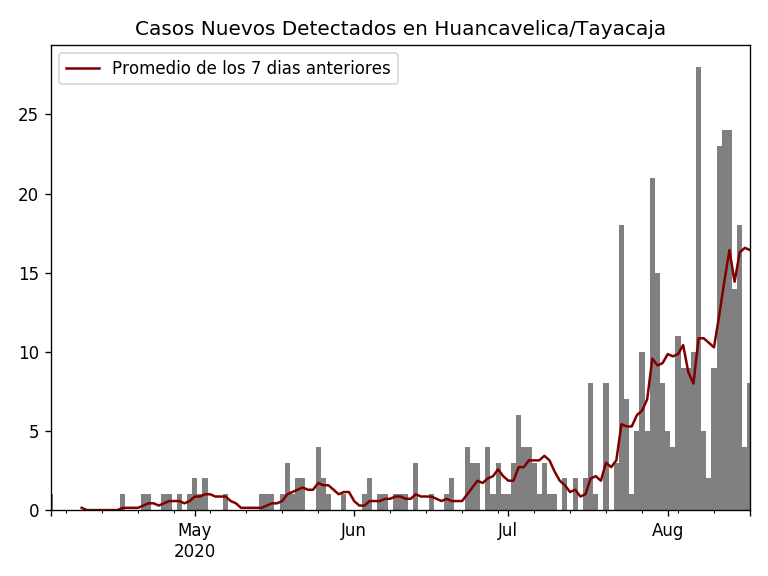 Casos Nuevos Detectados en Huancavelica/Tayacaja
Promedio de los 7 dias anteriores
25
20
15
10
5
0
May Jun Jul Aug
2020